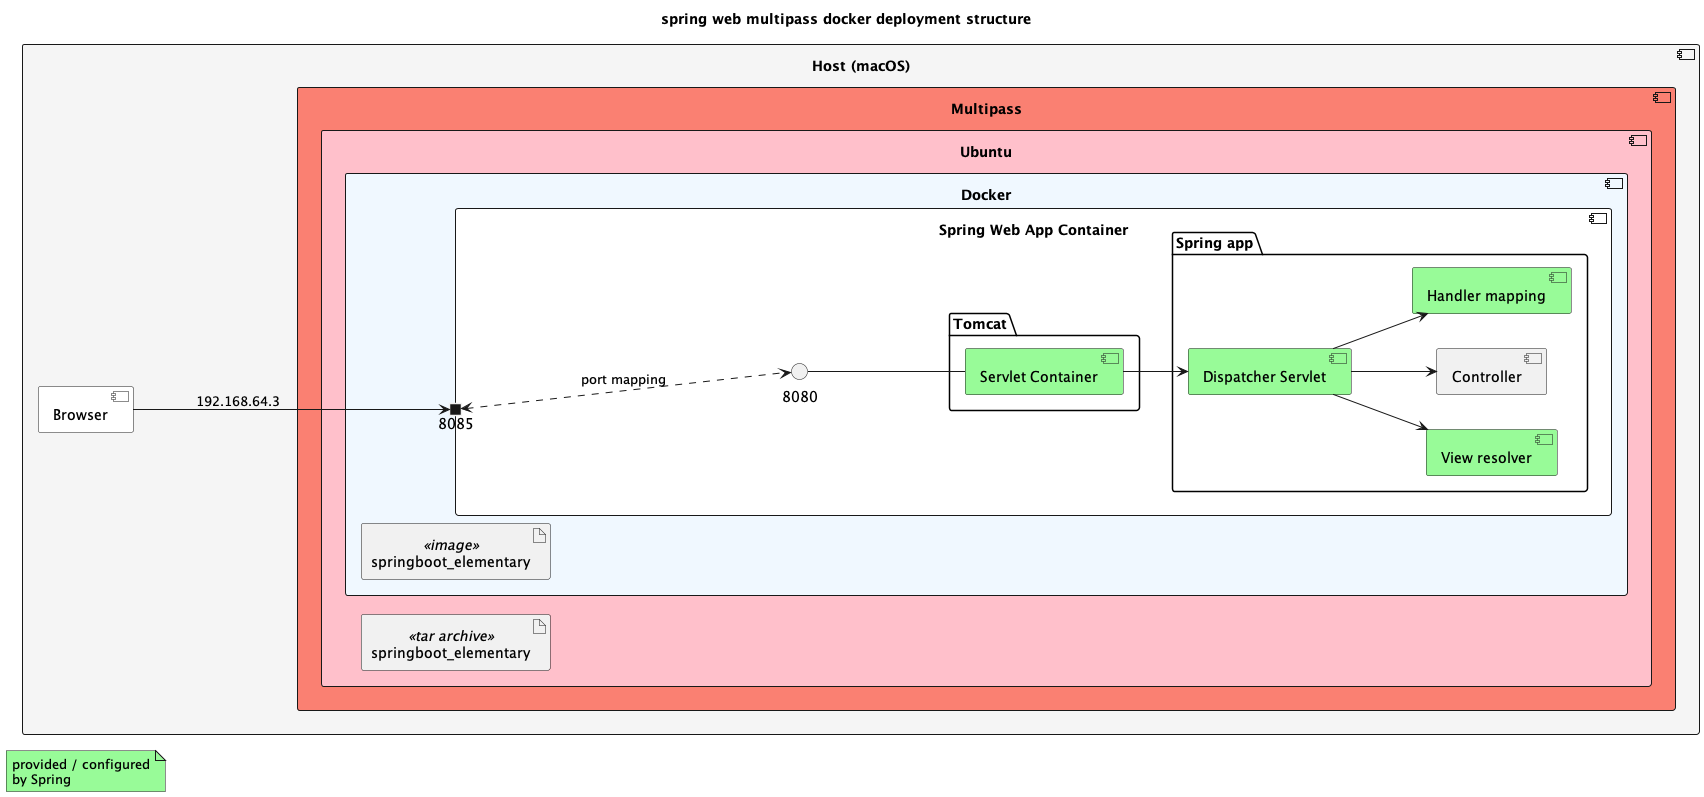 spring web multipass docker deployment structure
Host (macOS)
Multipass
Ubuntu
Docker
Spring Web App Container
Spring app
Handler mapping
Tomcat
Servlet Container
Dispatcher Servlet
Controller
port mapping
8080
192.168.64.3
Browser
8085
View resolver
«image»
springboot_elementary
«tar archive»
springboot_elementary
provided / configured
by Spring